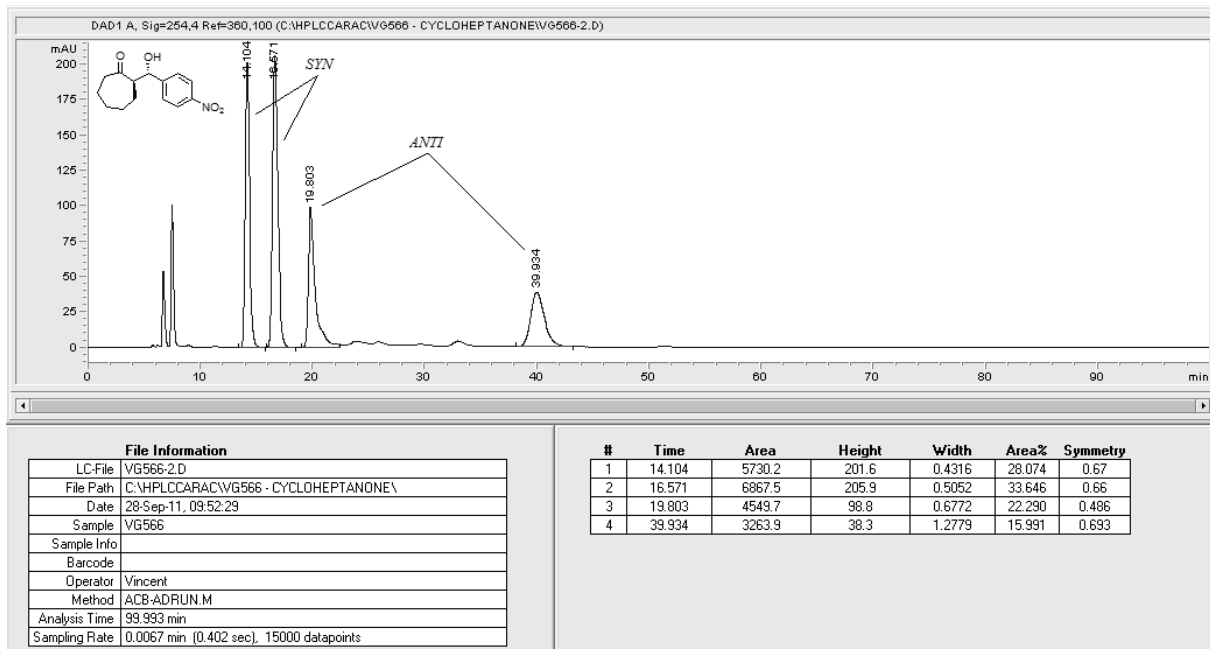 DAD1 A, Sig=254,4 Ref=360,100 (C:\HPLCCARAC\VG566 - CYCLOHEPTANONE\VG566-2.D)
mAU
200
175
150
125
100
75
50
25
0
O OH
NO2
14.104
16.571
SYN
19.803
ANTI
39.934
0 10 20 30 40 50 60 70 80 90 min
File Information
LC-File VG566-2.D
File Path C:\HPLCCARAC\VG566 - CYCLOHEPTANONE\
Date 28-Sep-11, 09:52:29
Sample VG566
Sample Info
Barcode
Operator Vincent
Method ACB-ADRUN.M
Analysis Time 99.993 min
Sampling Rate 0.0067 min (0.402 sec), 15000 datapoints
# Time Area Height Width Area% Symmetry
1 14.104 5730.2 201.6 0.4316 28.074 0.67
2 16.571 6867.5 205.9 0.5052 33.646 0.66
3 19.803 4549.7 98.8 0.6772 22.290 0.486
4 39.934 3263.9 38.3 1.2779 15.991 0.693